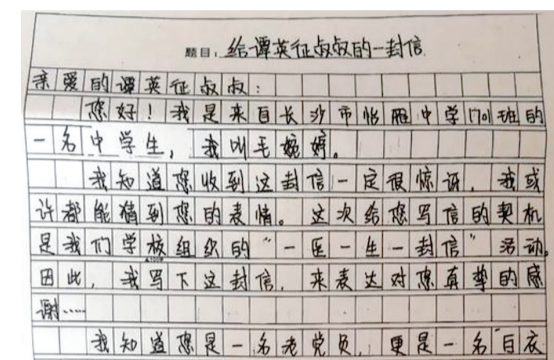 题目：给谭英征叔叔的一封信
亲爱的谭英征叔叔：
您好！我是来自长沙市怡雅中学1701班的
一名中学生，我叫毛婉婷。
我知道您收到这封信一定很惊讶，我或
许都能猜到您的表情。这次给您写信的契机
是我们学校组织的“一医一生一封信”活动。
因此，我写下这封信，来表达对您真挚的感
谢……
我知道您是一名老党员，更是一名“白衣